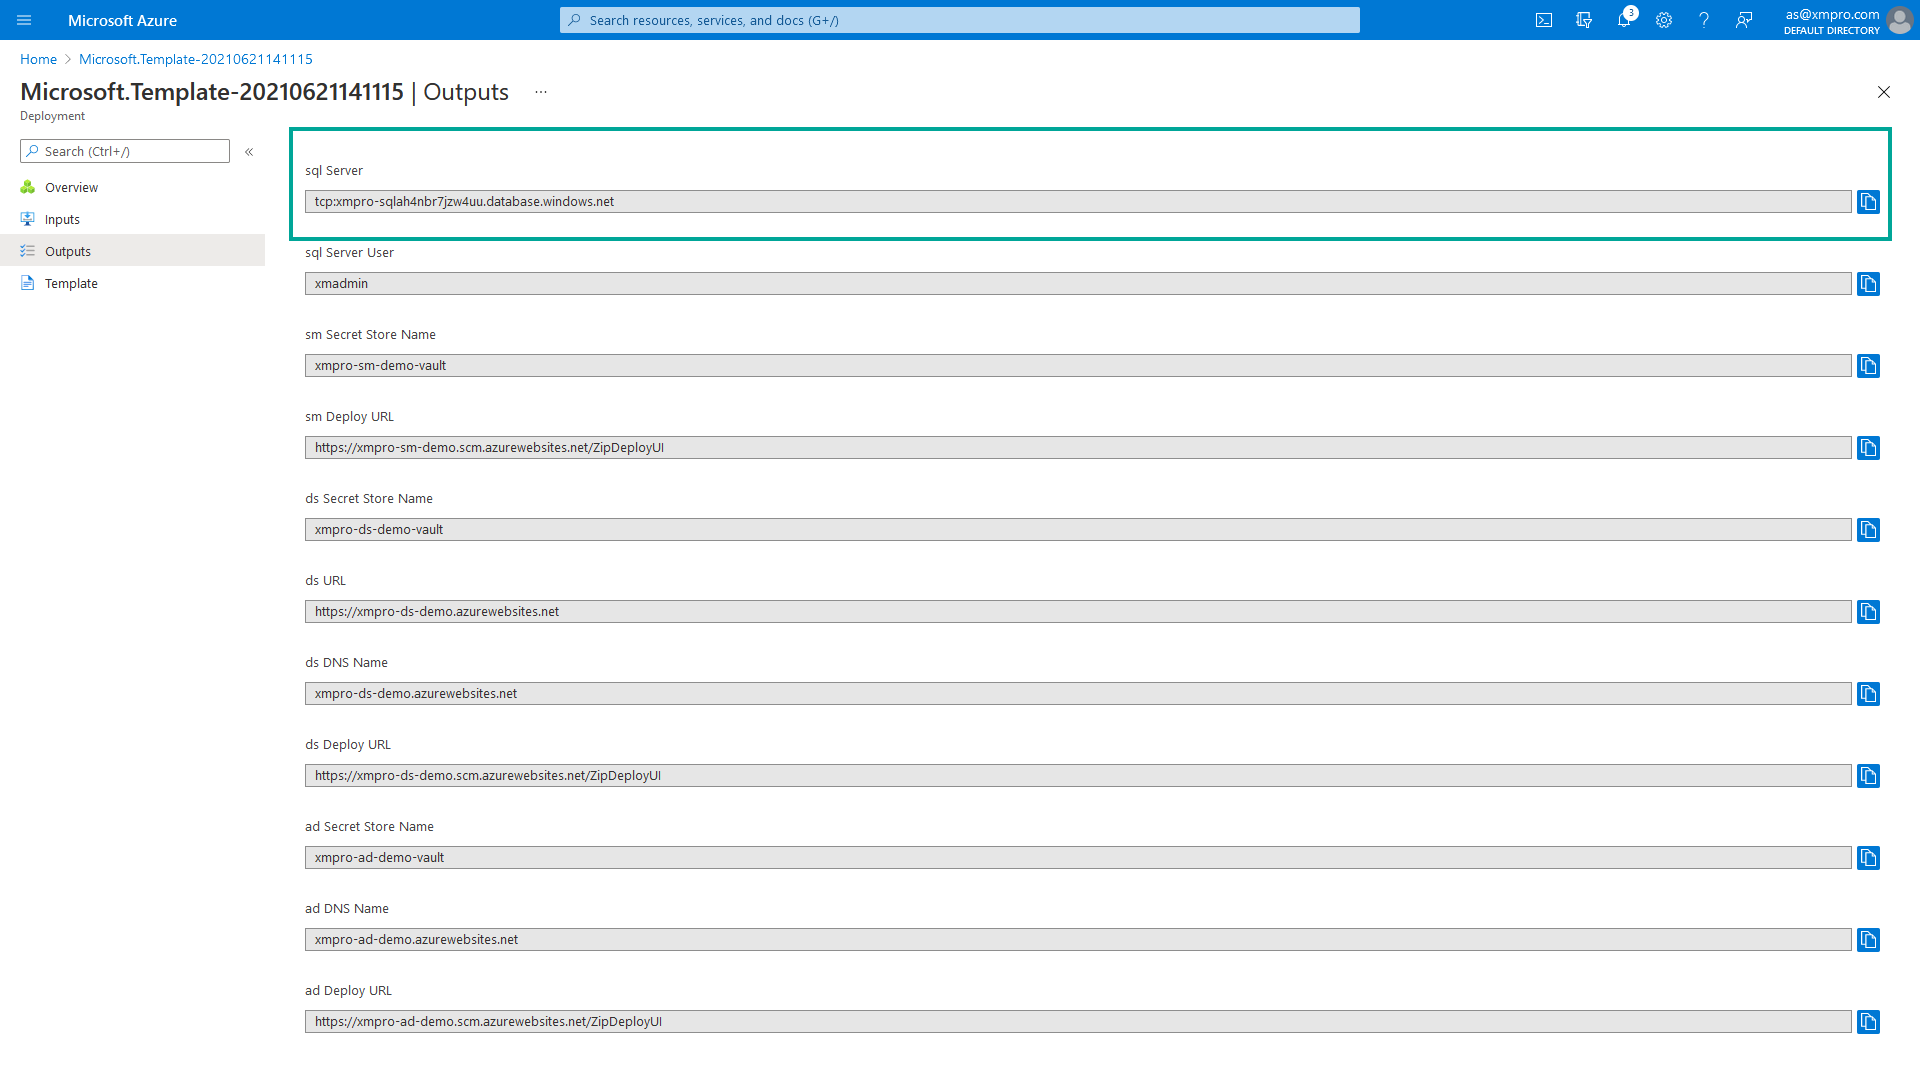 Microsoft Azure
Search resources, services, and docs (G+/)
3
as@xmpro.com
DEFAULT DIRECTORY
Home > Microsoft.Template-20210621141115
Microsoft.Template-20210621141115 | Outputs ...
Deployment
Search (Ctrl+/)
«
Overview
Inputs
Outputs
Template
sql Server
tcp:xmpro-sqlah4nbr7jzw4uu.database.windows.net
sql Server User
xmadmin
sm Secret Store Name
xmpro-sm-demo-vault
sm Deploy URL
https://xmpro-sm-demo.scm.azurewebsites.net/ZipDeployUI
ds Secret Store Name
xmpro-ds-demo-vault
ds URL
https://xmpro-ds-demo.azurewebsites.net
ds DNS Name
xmpro-ds-demo.azurewebsites.net
ds Deploy URL
https://xmpro-ds-demo.scm.azurewebsites.net/ZipDeployUI
ad Secret Store Name
xmpro-ad-demo-vault
ad DNS Name
xmpro-ad-demo.azurewebsites.net
ad Deploy URL
https://xmpro-ad-demo.scm.azurewebsites.net/ZipDeployUI